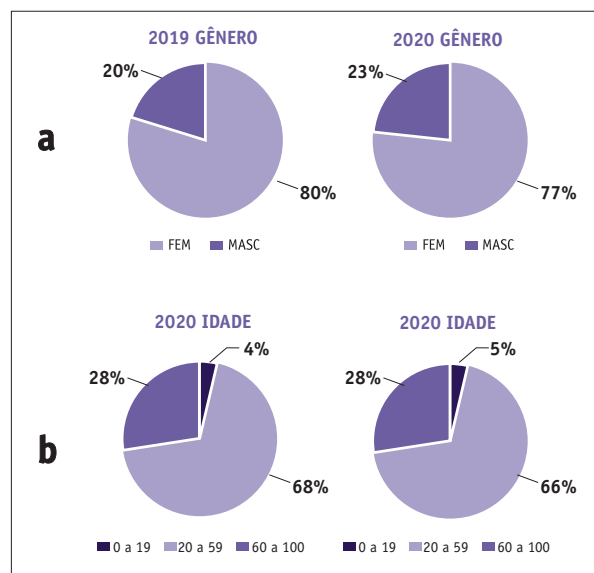 2019 GÊNERO
2020 GÊNERO
20%
23%
a
80%
77%
FEM MASC
FEM MASC
2020 IDADE
2020 IDADE
4%
5%
28%
28%
b
68%
66%
0 a 19 20 a 59 60 a 100
0 a 19 20 a 59 60 a 100